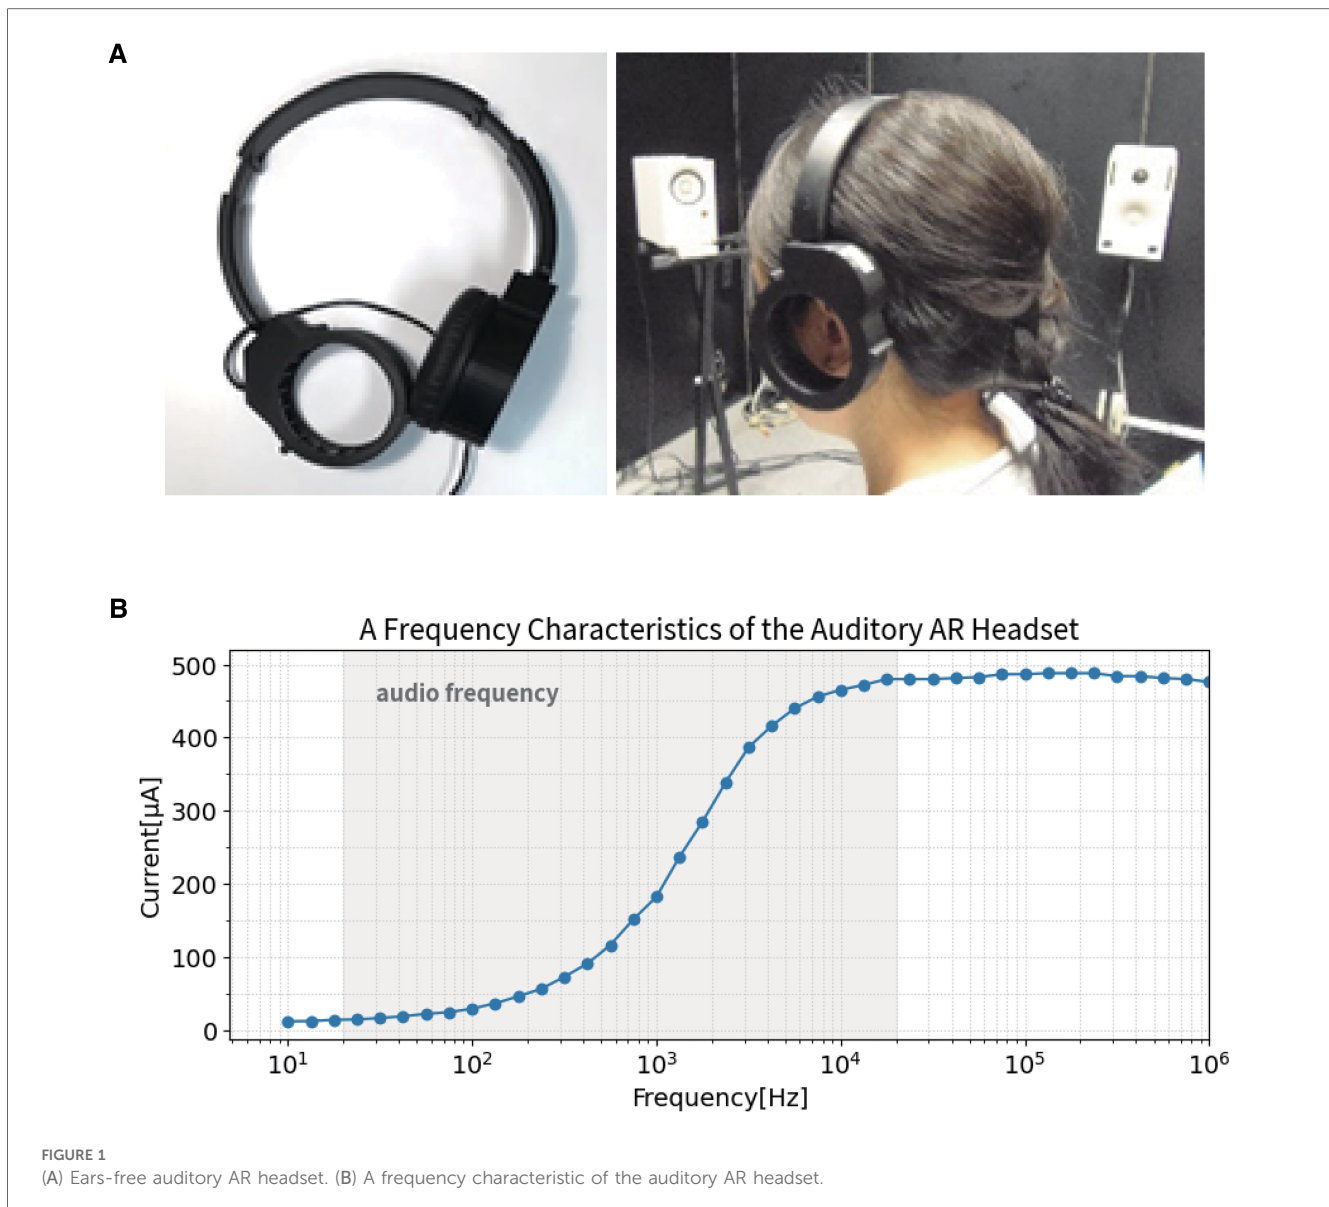 A
B
A Frequency Characteristics of the Auditory AR Headset
audio frequency
500
400
300
200
100
0
Current[μA]
10¹ 10² 10³ 10⁴ 10⁵ 10⁶
Frequency[Hz]
FIGURE 1
(A) Ears-free auditory AR headset. (B) A frequency characteristic of the auditory AR headset.